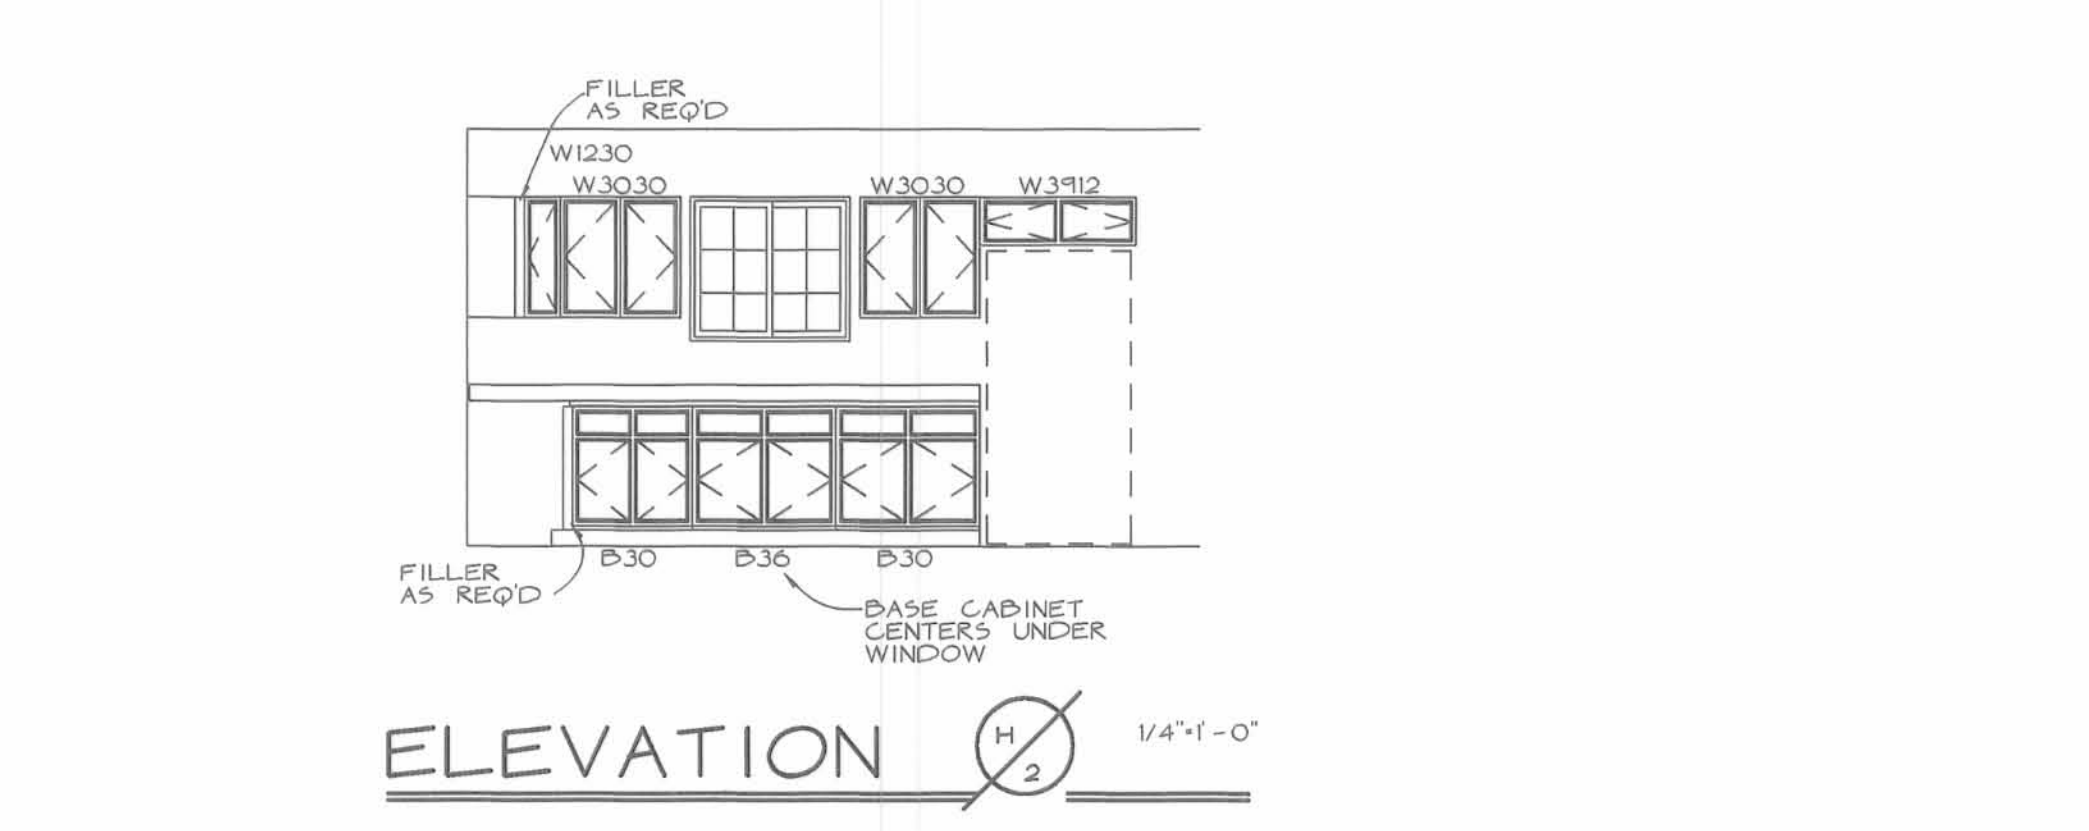 FILLER
AS REQ'D
W1230
W3030
W3030
W3912
B30
B36
B30
FILLER
AS REQ'D
BASE CABINET
CENTERS UNDER
WINDOW
ELEVATION
H
2
1/4"=1'-0"